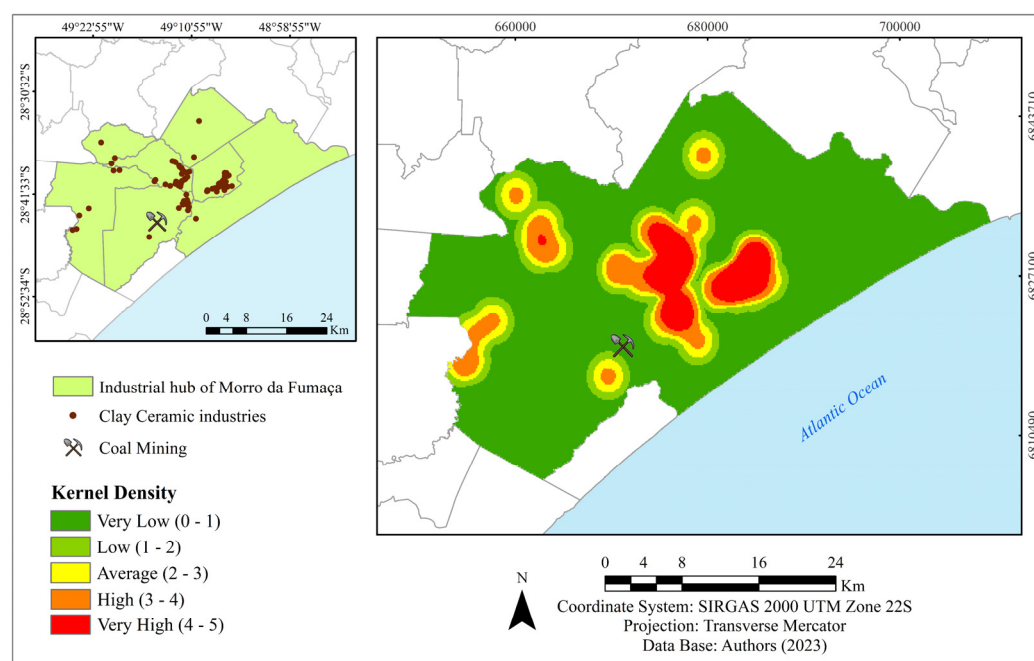 49°22'55"W 49°10'55"W 48°58'55"W
28°30'32"S
28°41'33"S
28°52'34"S
0 4 8 16 24
Km
660000 680000 700000
6843710
6827100
6810490
Atlantic Ocean
Industrial hub of Morro da Fumaça
Clay Ceramic industries
Coal Mining
Kernel Density
Very Low (0 - 1)
Low (1 - 2)
Average (2 - 3)
High (3 - 4)
Very High (4 - 5)
N
0 4 8 16 24
Km
Coordinate System: SIRGAS 2000 UTM Zone 22S
Projection: Transverse Mercator
Data Base: Authors (2023)